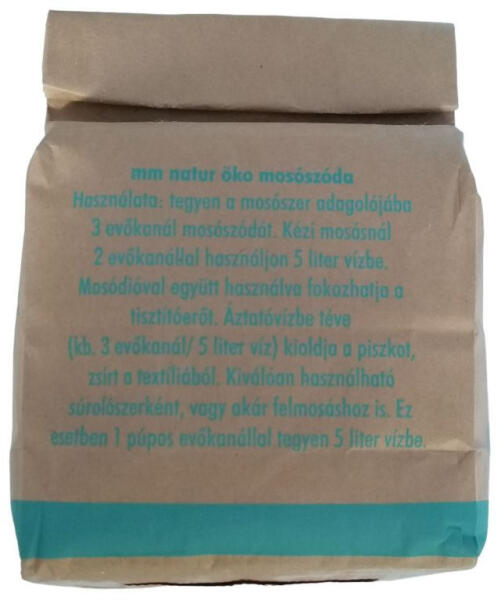 mm natur öko mosószóda
Használata: tegyen a mosószer adagolójába
3 evőkanál mosószódát. Kézi mosásnál
2 evőkanállal használjon 5 liter vízbe.
Mosódióval együtt használva fokozhatja a
tisztítóerőt. Áztatóvízbe téve
(kb. 3 evőkanál/ 5 liter víz) kioldja a piszkot,
zsírt a textíliából. Kiválóan használható
súrolószerként, vagy akár felmosáshoz is. Ez
esetben 1 púpos evőkanállal tegyen 5 liter vízbe.